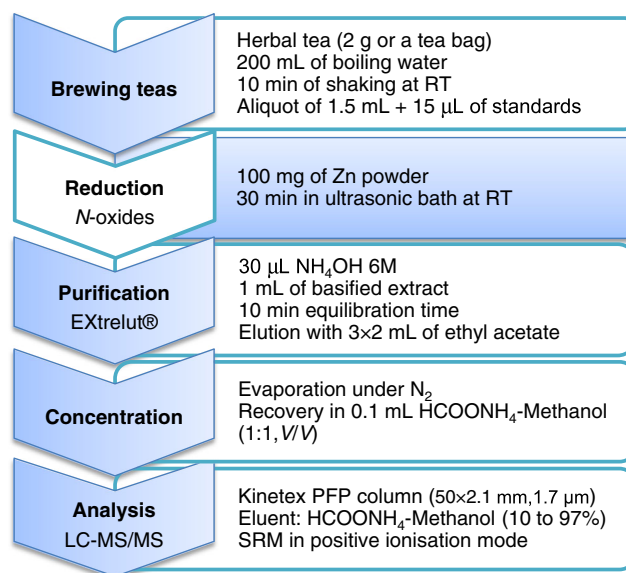 Brewing teas
Herbal tea (2 g or a tea bag)
200 mL of boiling water
10 min of shaking at RT
Aliquot of 1.5 mL + 15 µL of standards
Reduction
N-oxides
100 mg of Zn powder
30 min in ultrasonic bath at RT
Purification
EXtrelut®
30 µL NH₄OH 6M
1 mL of basified extract
10 min equilibration time
Elution with 3×2 mL of ethyl acetate
Concentration
Evaporation under N₂
Recovery in 0.1 mL HCOONH₄-Methanol
(1:1,V/V)
Analysis
LC-MS/MS
Kinetex PFP column (50×2.1 mm,1.7 µm)
Eluent: HCOONH₄-Methanol (10 to 97%)
SRM in positive ionisation mode